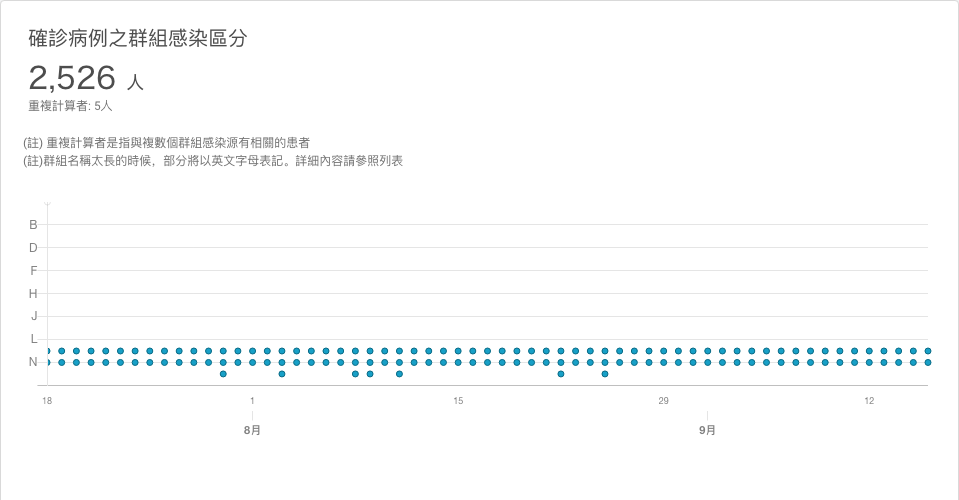 確診病例之群組感染區分
2,526 人
重複計算者: 5人
(註) 重複計算者是指與複數個群組感染源有相關的患者
(註)群組名稱太長的時候，部分將以英文字母表記。詳細內容請參照列表
B
D
F
H
J
L
N
18 1 15 29 12
8月 9月